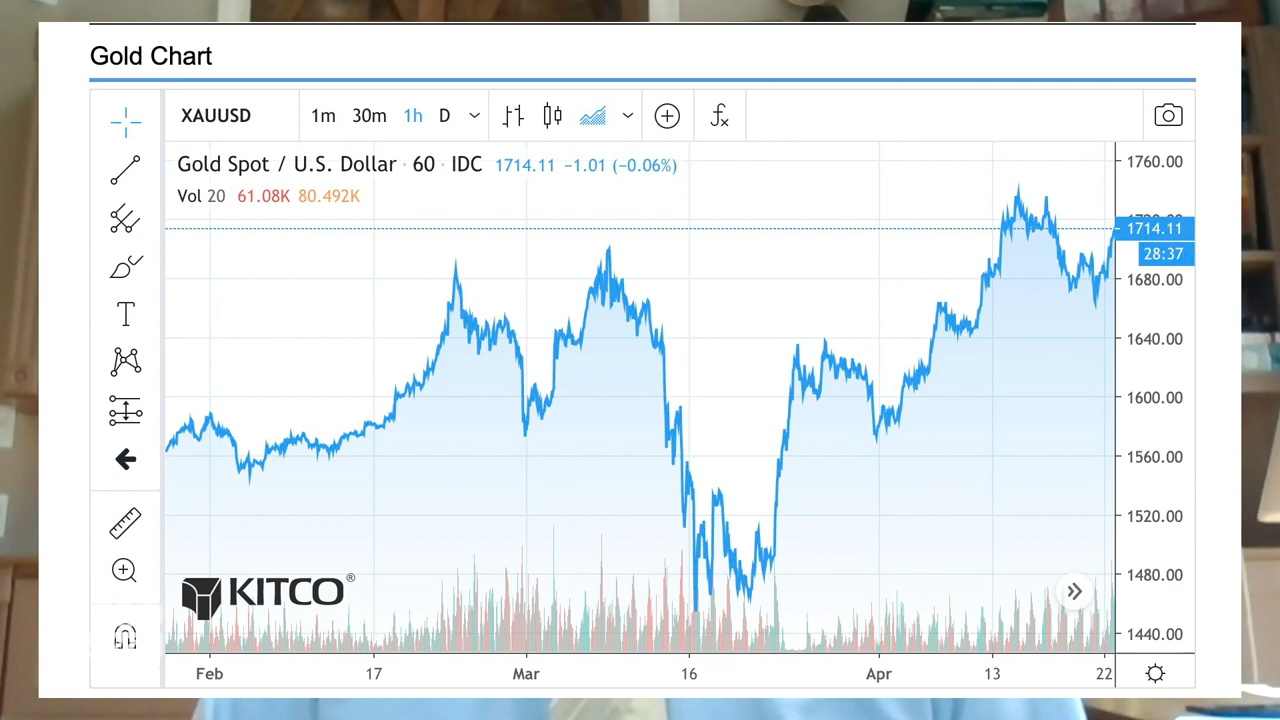 Gold Chart
XAUUSD 1m 30m 1h D
Gold Spot / U.S. Dollar · 60 · IDC 1714.11 −1.01 (−0.06%)
Vol 20 61.08K 80.492K
1760.00
1720.00
1714.11
28:37
1680.00
1640.00
1600.00
1560.00
1520.00
1480.00
1440.00
KITCO®
Feb 17 Mar 16 Apr 13 22